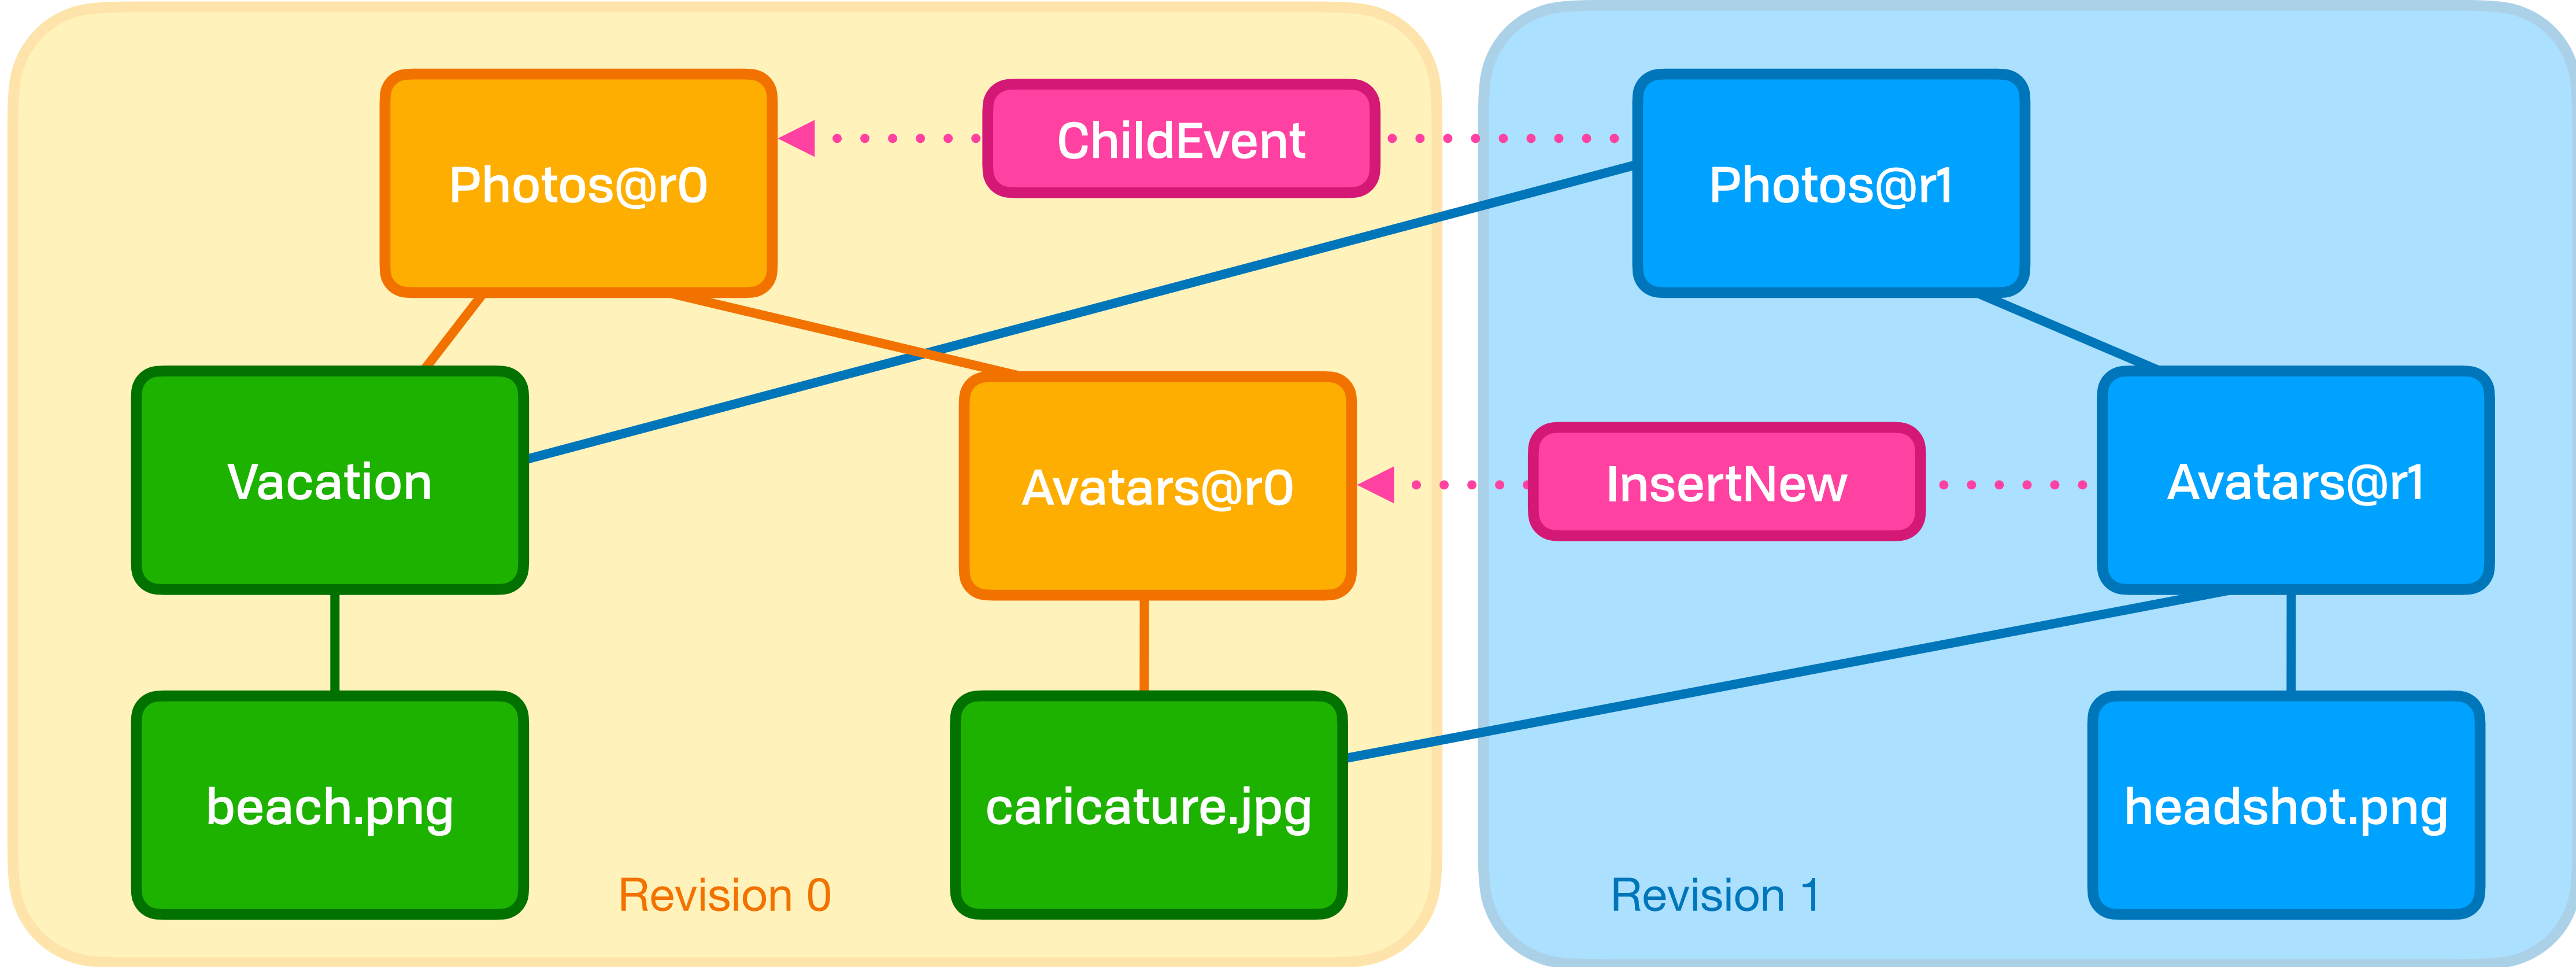 Photos@r0
ChildEvent
Photos@r1
Vacation
Avatars@r0
InsertNew
Avatars@r1
beach.png
caricature.jpg
headshot.png
Revision 0
Revision 1